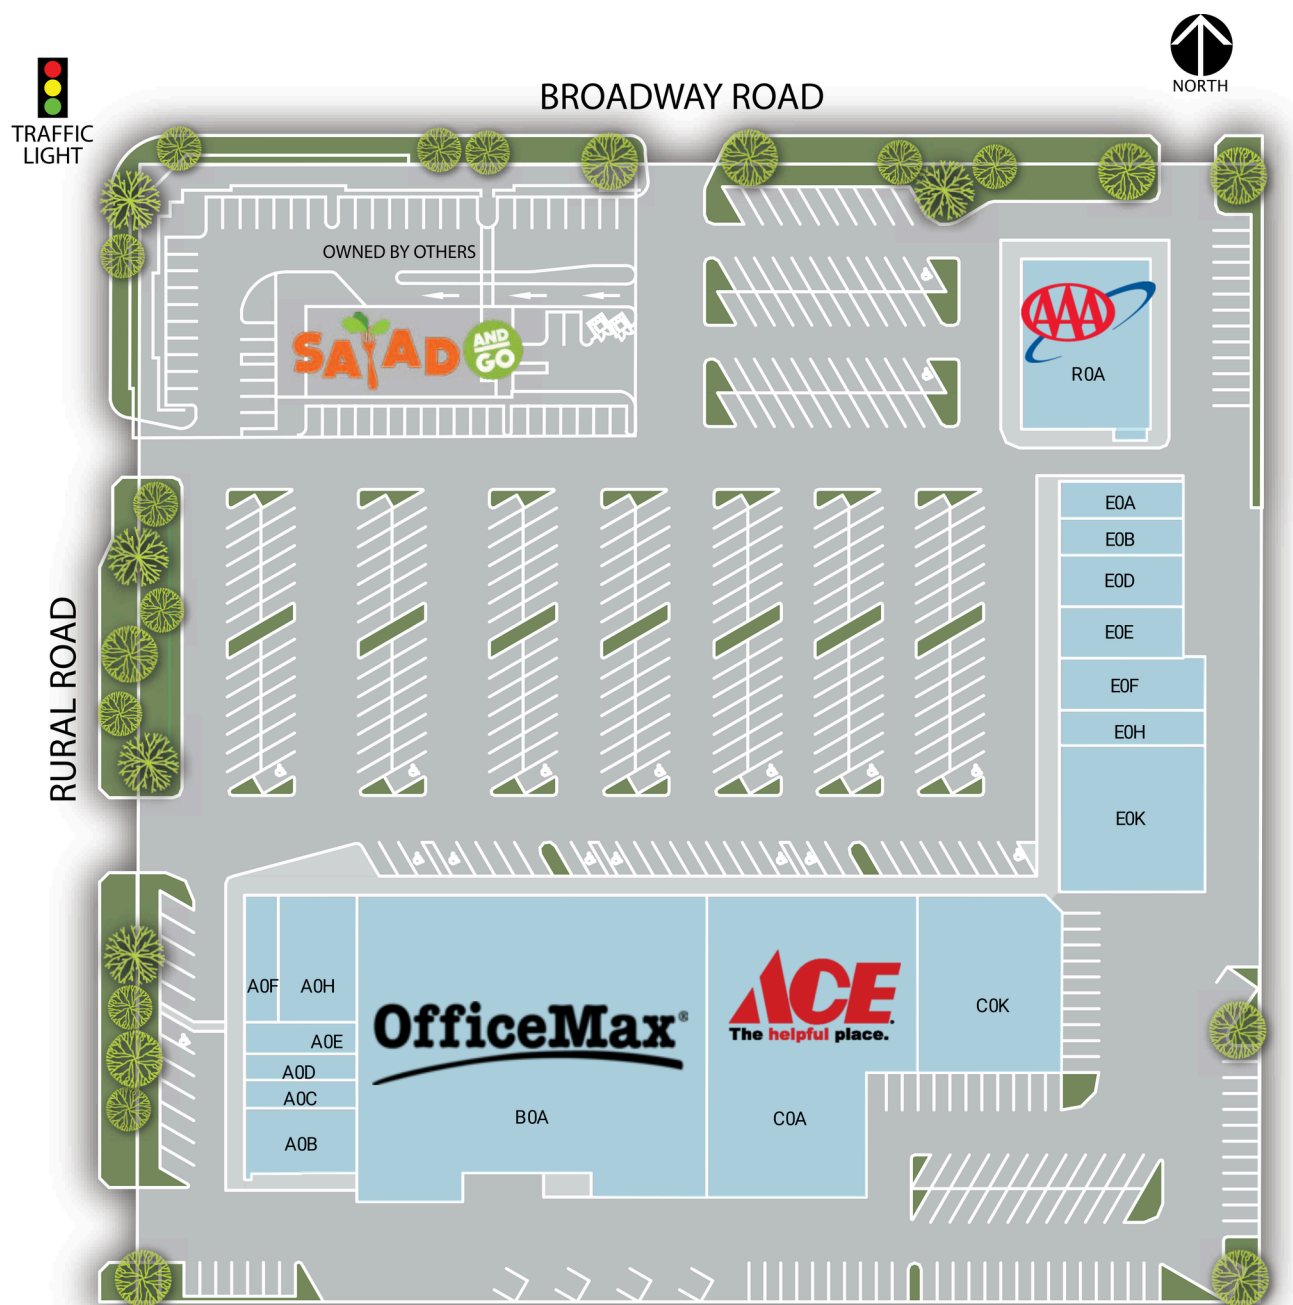 NORTH
BROADWAY ROAD
TRAFFIC
LIGHT
OWNED BY OTHERS
SALAD AND GO
AAA
R0A
E0A
E0B
E0D
E0E
E0F
E0H
E0K
RURAL ROAD
A0F
A0H
A0E
A0D
A0C
A0B
OfficeMax®
B0A
ACE
The helpful place.
C0A
C0K